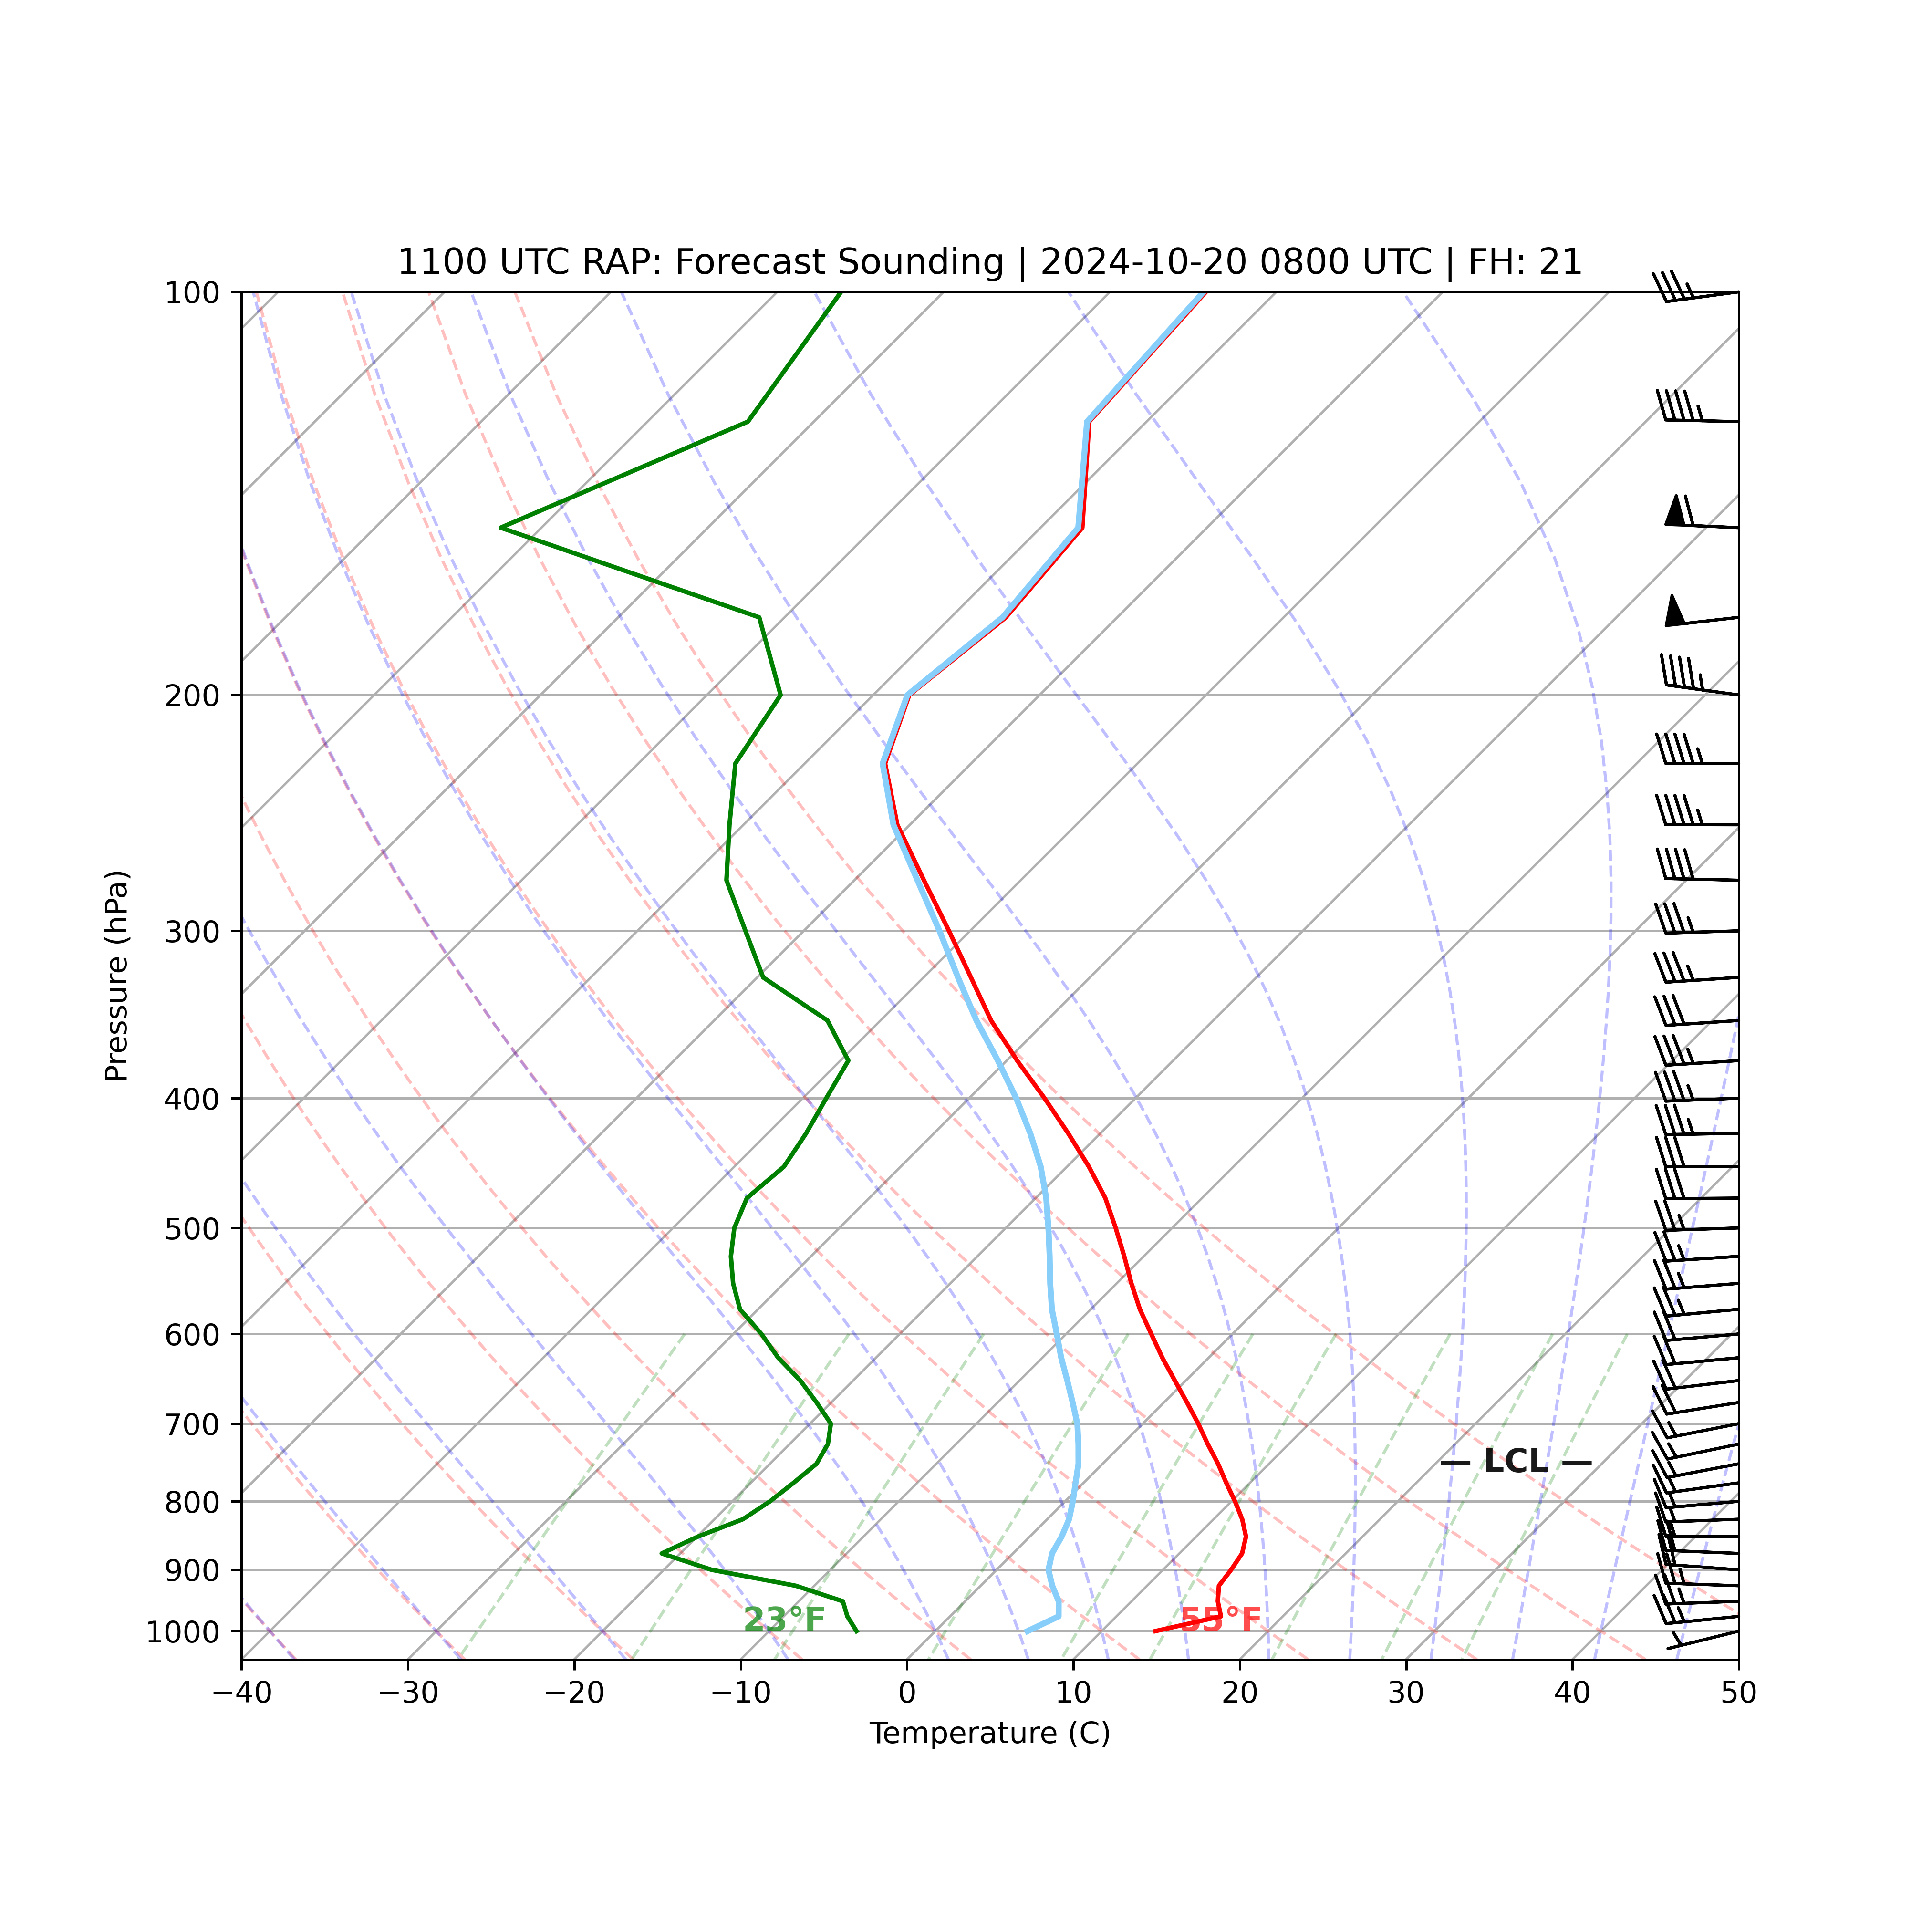 1100 UTC RAP: Forecast Sounding | 2024-10-20 0800 UTC | FH: 21
100
200
300
400
500
600
700
800
900
1000
Pressure (hPa)
— LCL —
23°F
55°F
−40 −30 −20 −10 0 10 20 30 40 50
Temperature (C)